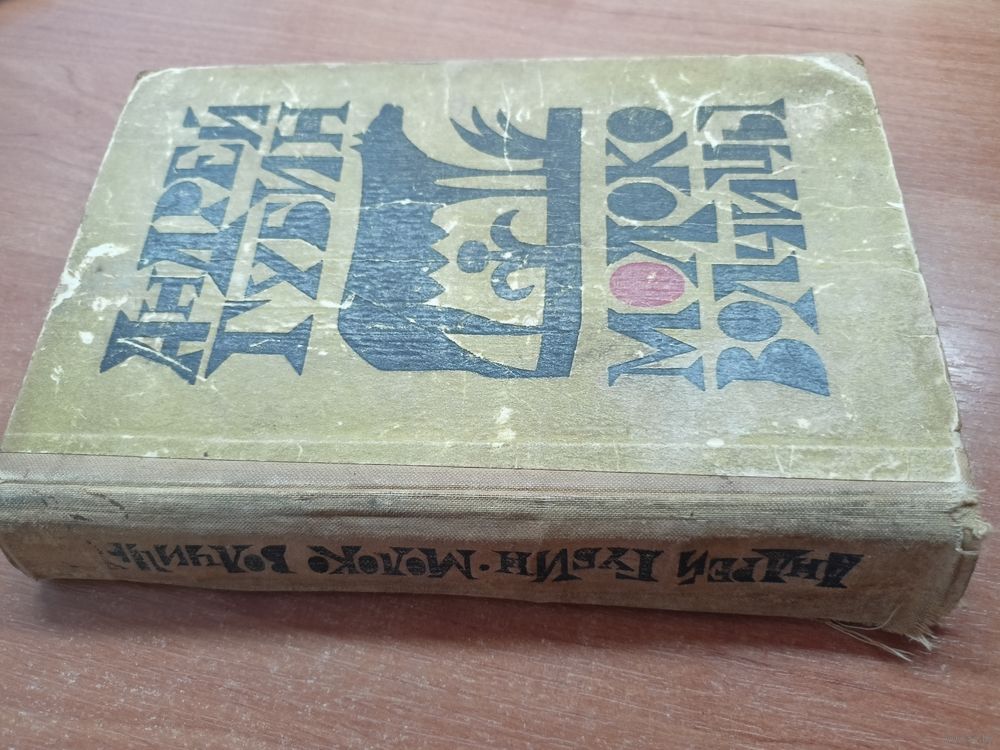 АНДРЕЙ
ГУБИН
МОЛОКО
ВОЛЧИЦЫ
АНДРЕЙ ГУБИН · МОЛОКО ВОЛЧИЦЫ